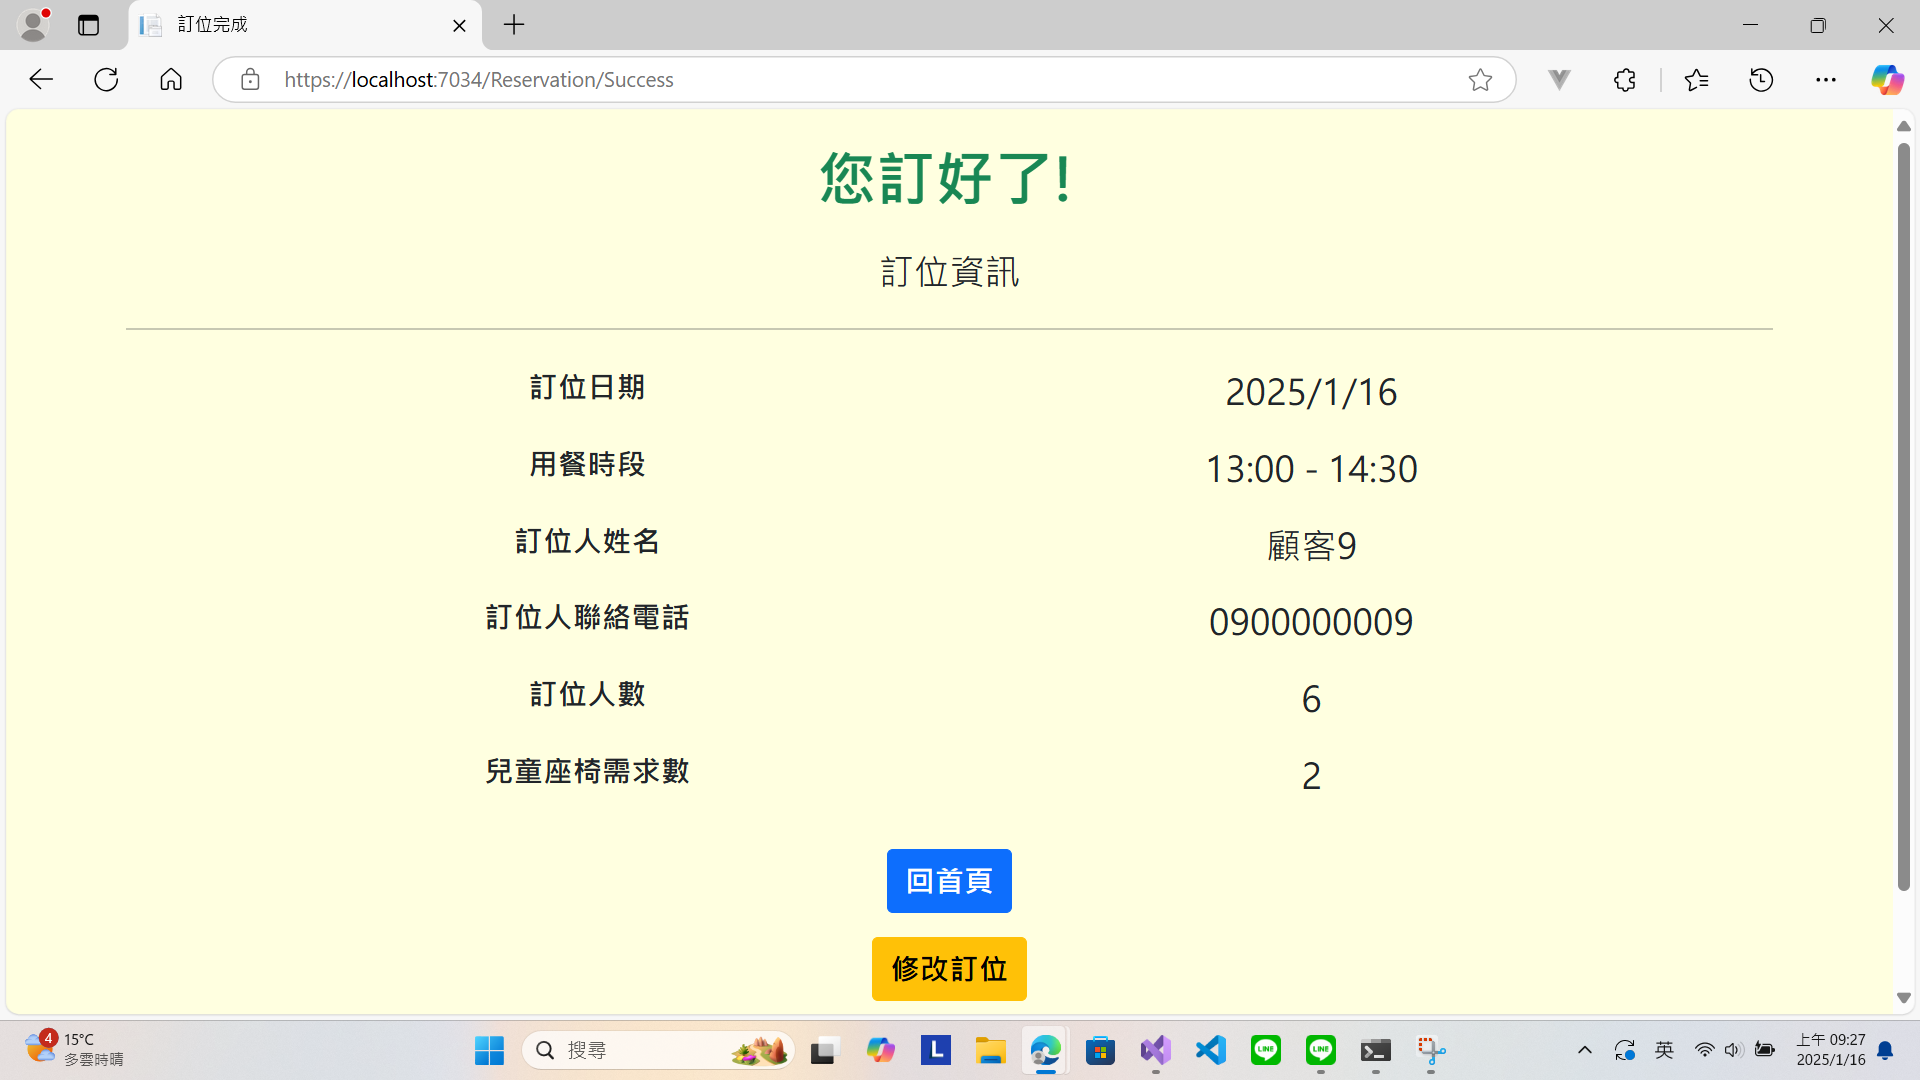 訂位完成
https://localhost:7034/Reservation/Success
您訂好了!
訂位資訊
訂位日期 2025/1/16
用餐時段 13:00 - 14:30
訂位人姓名 顧客9
訂位人聯絡電話 0900000009
訂位人數 6
兒童座椅需求數 2
回首頁
修改訂位
4
15°C
多雲時晴
搜尋
L
LINE
LINE
英
上午 09:27
2025/1/16